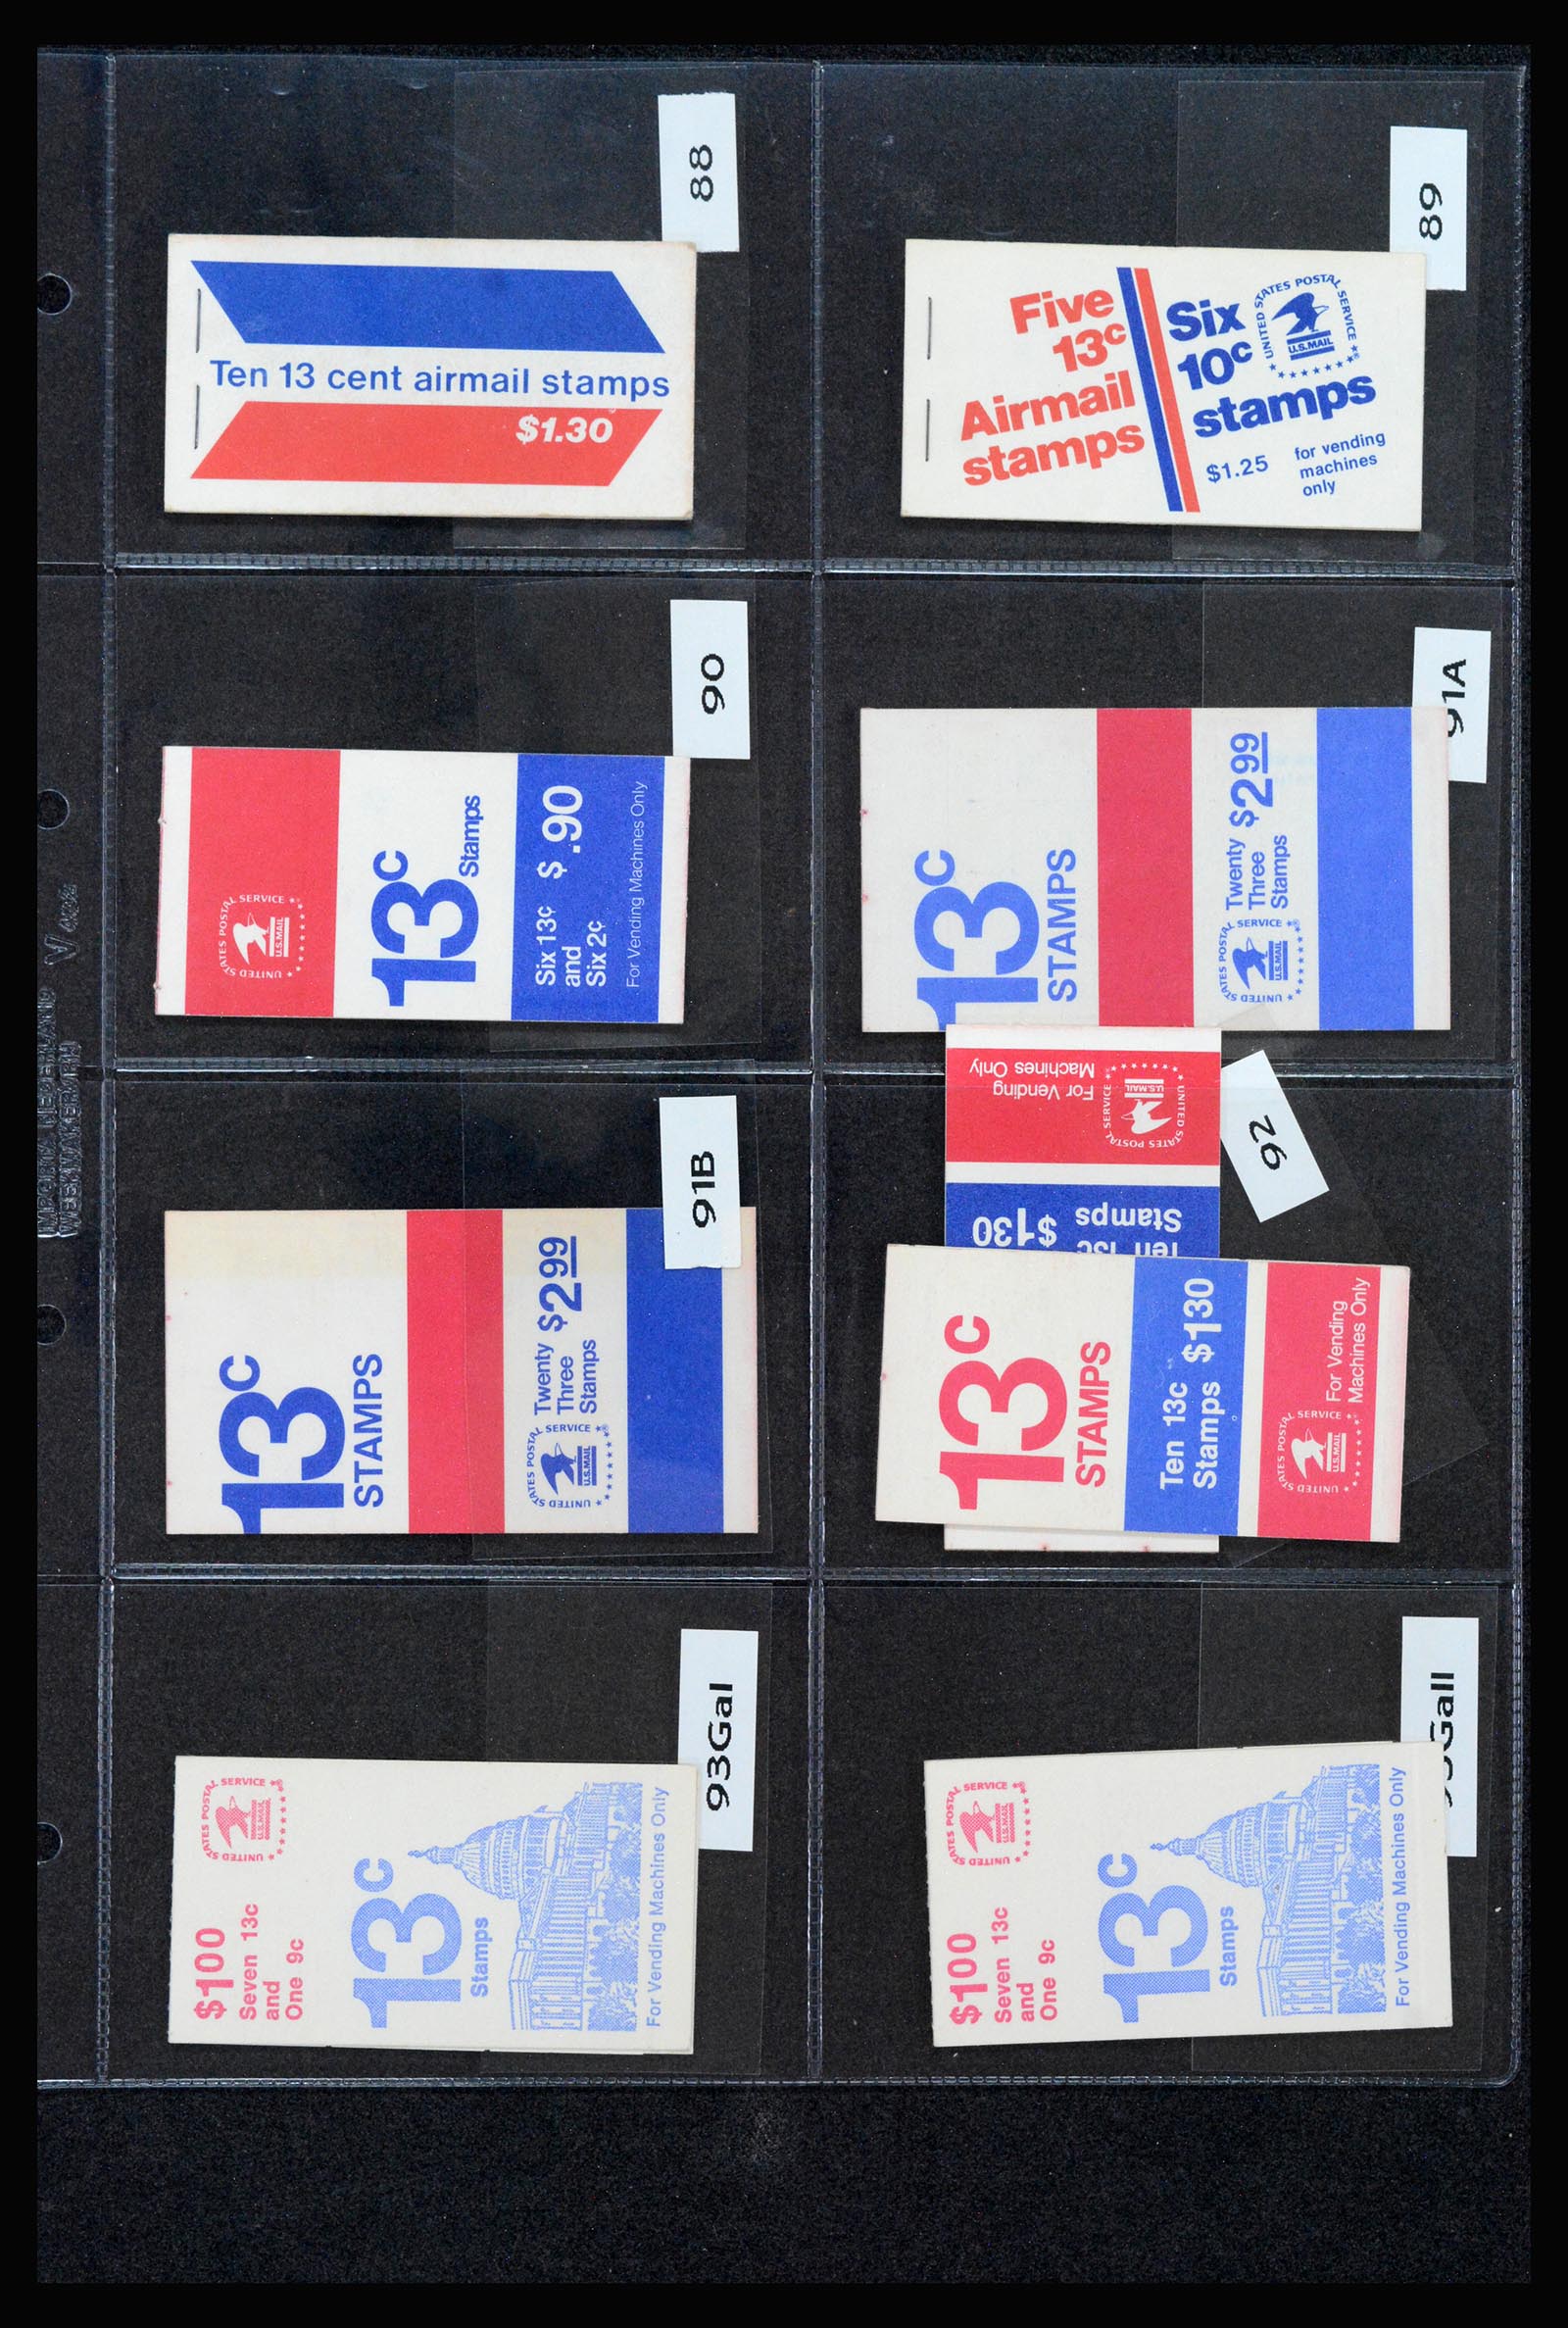 88
Ten 13 cent airmail stamps
$1.30
89
Five
13c
Airmail
stamps
Six
10c
stamps
$1.25
for vending
machines
only
UNITED STATES POSTAL SERVICE
U.S.MAIL
90
UNITED STATES POSTAL SERVICE
U.S.MAIL
13c
Stamps
Six 13¢
and
Six 2¢
$.90
For Vending Machines Only
91A
13c
STAMPS
Twenty
Three
Stamps
$2.99
UNITED STATES POSTAL SERVICE
U.S.MAIL
91B
13c
STAMPS
Twenty
Three
Stamps
$2.99
UNITED STATES POSTAL SERVICE
U.S.MAIL
92
For Vending
Machines Only
UNITED STATES POSTAL SERVICE
U.S.MAIL
Ten 13c
Stamps $130
13c
STAMPS
Ten 13c
Stamps $130
For Vending
Machines Only
UNITED STATES POSTAL SERVICE
U.S.MAIL
93GaI
UNITED STATES POSTAL SERVICE
U.S.MAIL
$100
Seven 13c
and
One 9c
13c
Stamps
For Vending Machines Only
93GaII
UNITED STATES POSTAL SERVICE
U.S.MAIL
$100
Seven 13c
and
One 9c
13c
Stamps
For Vending Machines Only